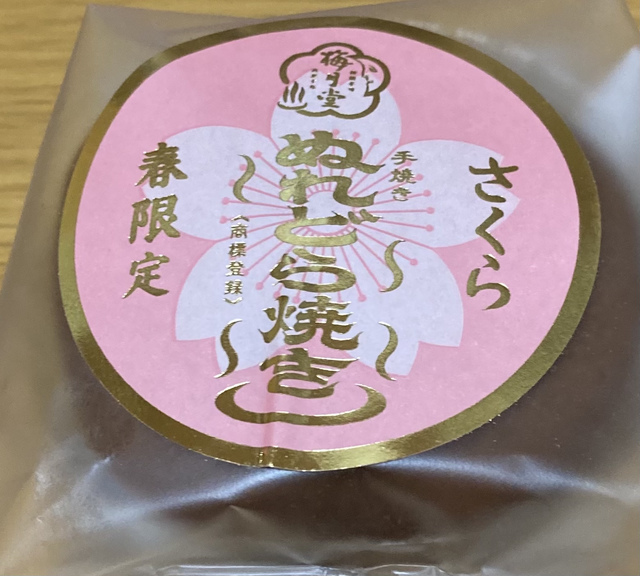 梅月堂
さくら
手焼き
ぬれどら焼き
(商標登録)
春限定